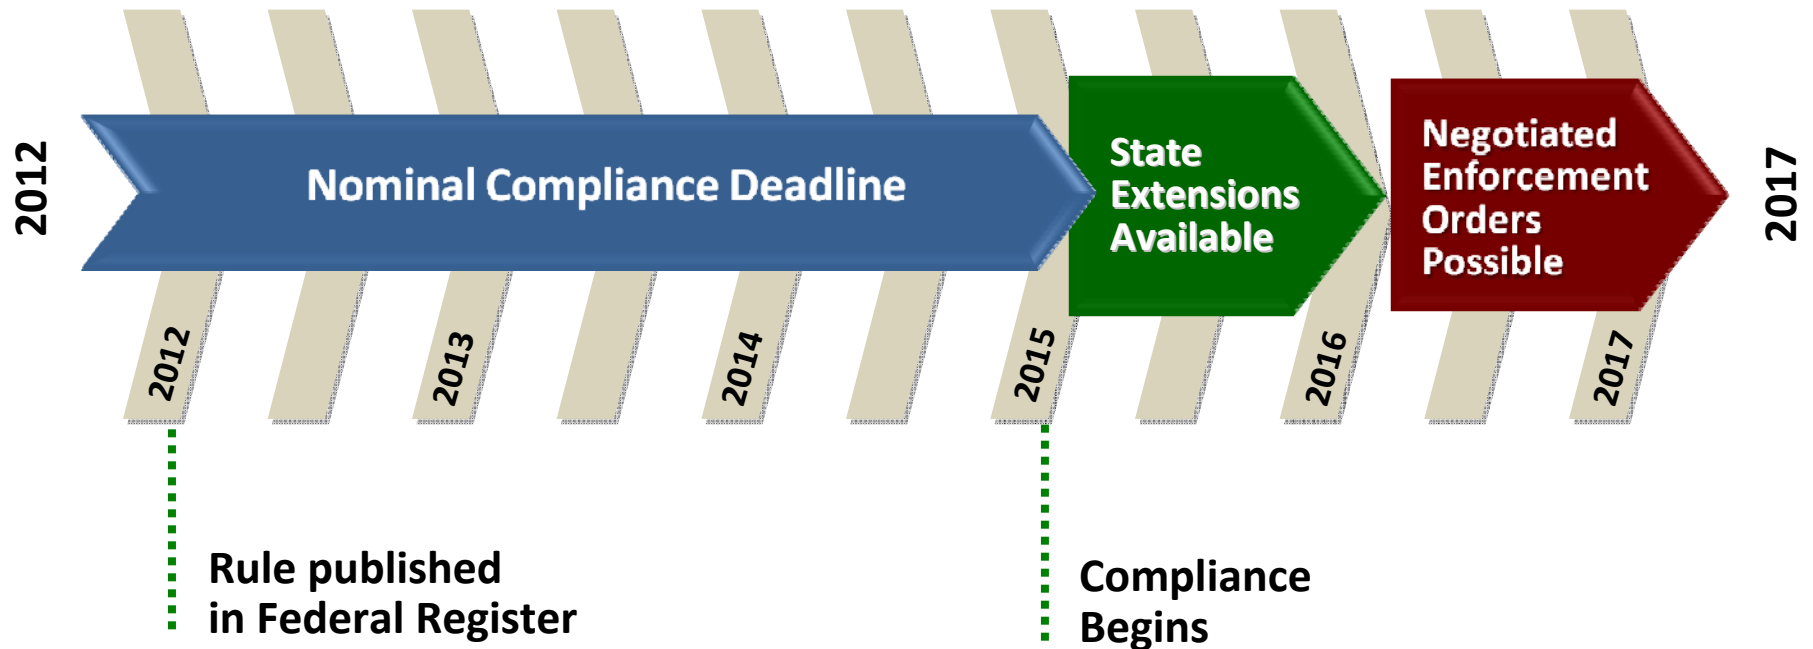 2012
Nominal Compliance Deadline
State
Extensions
Available
Negotiated
Enforcement
Orders
Possible
2017
2012
2013
2014
2015
2016
2017
Rule published
in Federal Register
Compliance
Begins